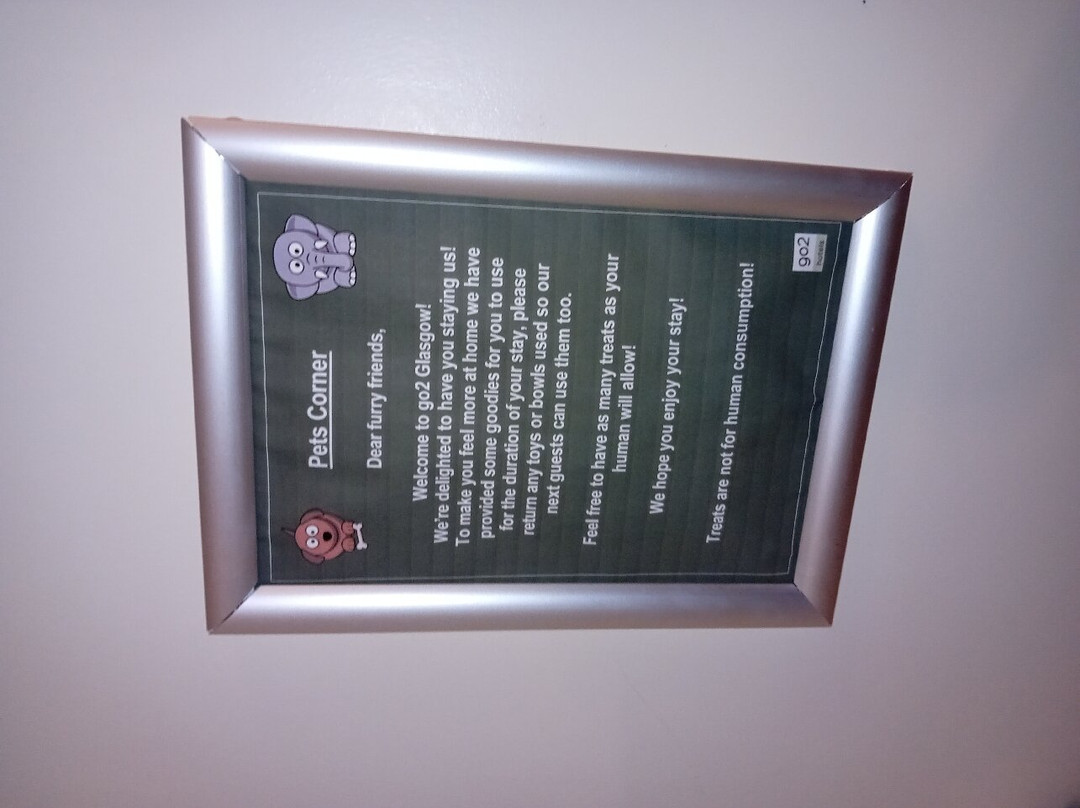 Pets Corner
Dear furry friends,
Welcome to go2 Glasgow!
We're delighted to have you staying us!
To make you feel more at home we have
provided some goodies for you to use
for the duration of your stay, please
return any toys or bowls used so our
next guests can use them too.
Feel free to have as many treats as your
human will allow!
We hope you enjoy your stay!
Treats are not for human consumption!
go2
hotels